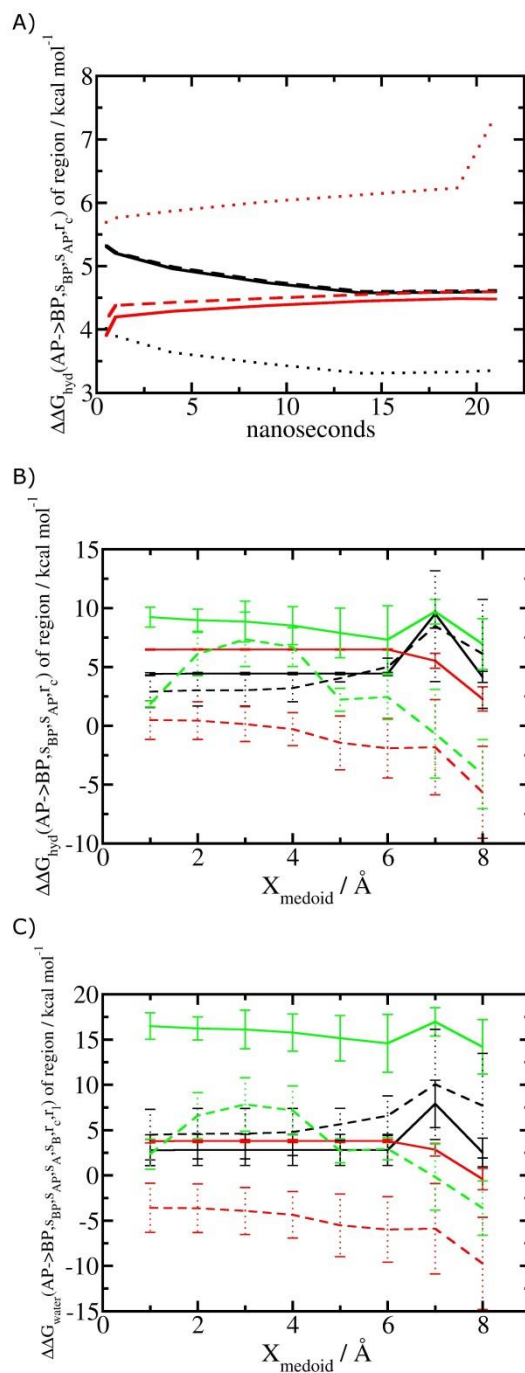 A)
ΔΔG_hyd(AP->BP,s_BP,s_AP,r_c) of region / kcal mol⁻¹
8
7
6
5
4
3
0 5 10 15 20
nanoseconds
B)
ΔΔG_hyd(AP->BP,s_BP,s_AP,r_c) of region / kcal mol⁻¹
15
10
5
0
-5
-10
0 2 4 6 8
X_medoid / Å
C)
ΔΔG_water(AP->BP,s_BP,s_AP,s_A,s_B,r_c,r_l) of region / kcal mol⁻¹
20
15
10
5
0
-5
-10
-15
0 2 4 6 8
X_medoid / Å